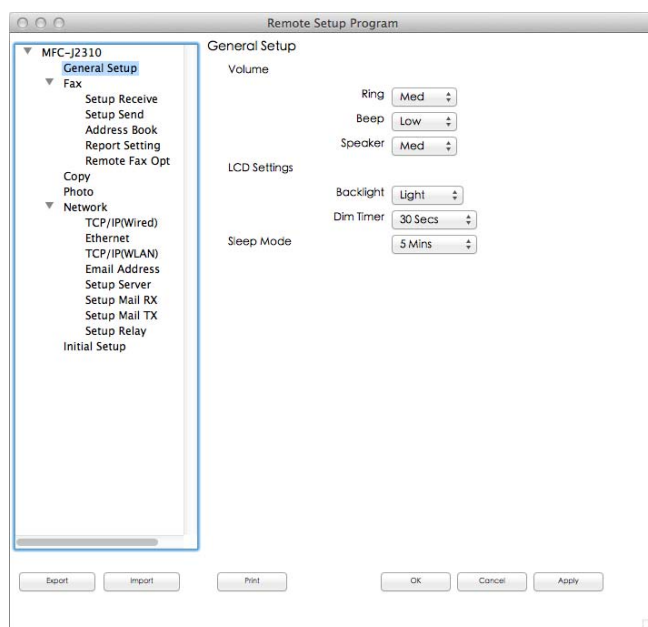 Remote Setup Program
MFC-J2310
General Setup
Fax
Setup Receive
Setup Send
Address Book
Report Setting
Remote Fax Opt
Copy
Photo
Network
TCP/IP(Wired)
Ethernet
TCP/IP(WLAN)
Email Address
Setup Server
Setup Mail RX
Setup Mail TX
Setup Relay
Initial Setup
General Setup
Volume
Ring Med
Beep Low
Speaker Med
LCD Settings
Backlight Light
Dim Timer 30 Secs
Sleep Mode 5 Mins
Export Import Print OK Cancel Apply